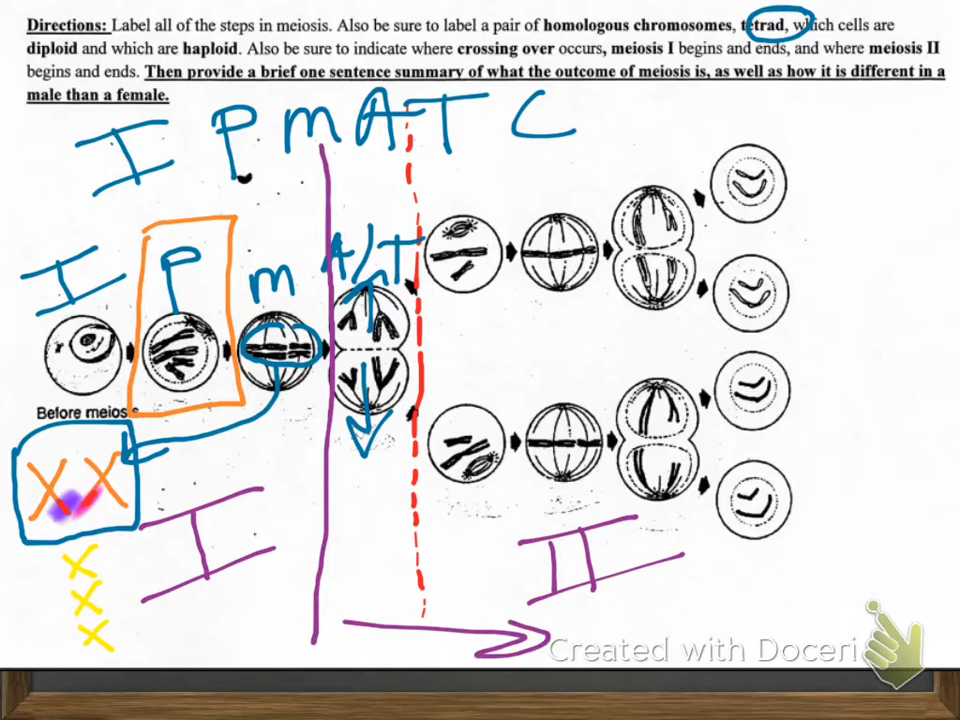 Directions: Label all of the steps in meiosis. Also be sure to label a pair of homologous chromosomes, tetrad, which cells are
diploid and which are haploid. Also be sure to indicate where crossing over occurs, meiosis I begins and ends, and where meiosis II
begins and ends. Then provide a brief one sentence summary of what the outcome of meiosis is, as well as how it is different in a
male than a female.
I P M A T C
I P m A/T
Before meiosis
X X
I II
X
X
X
Created with Doceri